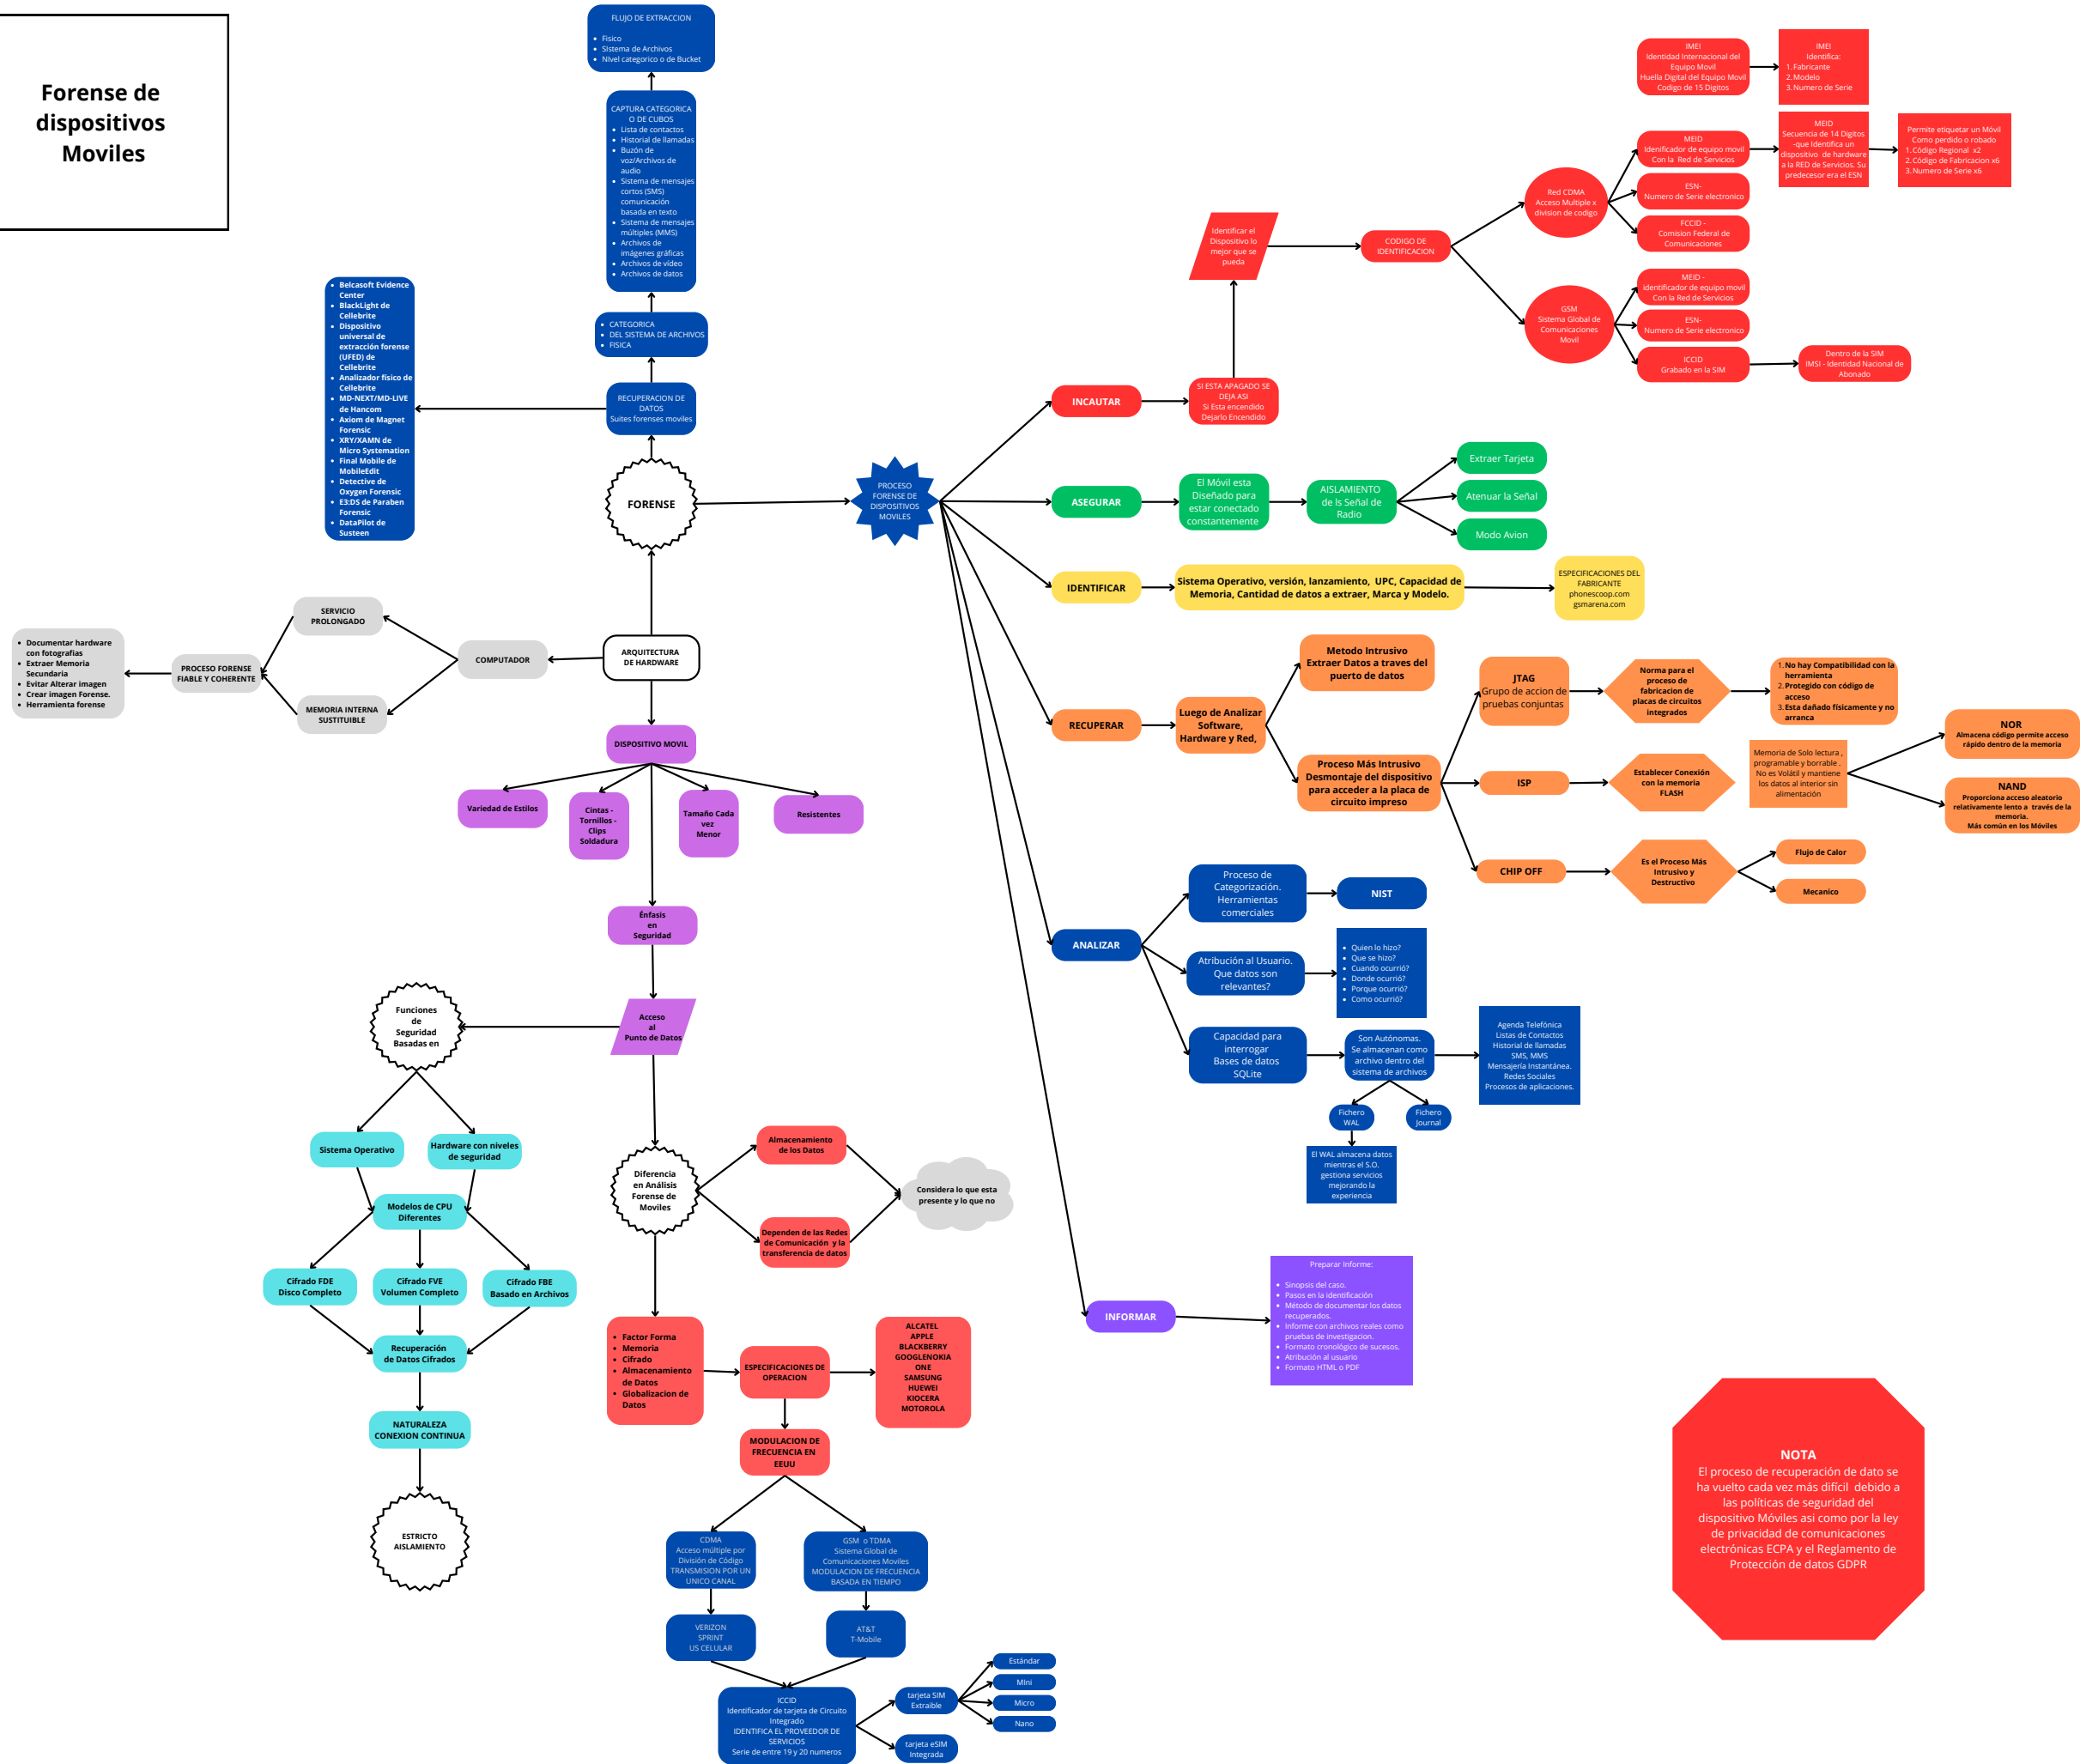 Forense de
dispositivos
Moviles
FLUJO DE EXTRACCION
Fisico
SIstema de Archivos
NIvel categorico o de Bucket
CAPTURA CATEGORICA
O DE CUBOS
Lista de contactos
Historial de llamadas
Buzón de
voz/Archivos de
audio
Sistema de mensajes
cortos (SMS)
comunicación
basada en texto
Sistema de mensajes
múltiples (MMS)
Archivos de
imágenes gráficas
Archivos de vídeo
Archivos de datos
CATEGORICA
DEL SISTEMA DE ARCHIVOS
FISICA
RECUPERACION DE
DATOS
Suites forenses moviles
Belcasoft Evidence
Center
BlackLight de
Cellebrite
Dispositivo
universal de
extracción forense
(UFED) de
Cellebrite
Analizador físico de
Cellebrite
MD-NEXT/MD-LIVE
de Hancom
Axiom de Magnet
Forensic
XRY/XAMN de
Micro Systemation
Final Mobile de
MobileEdit
Detective de
Oxygen Forensic
E3:DS de Paraben
Forensic
DataPilot de
Susteen
FORENSE
PROCESO
FORENSE DE
DISPOSITIVOS
MOVILES
INCAUTAR
SI ESTA APAGADO SE
DEJA ASI
Si Esta encendido
Dejarlo Encendido
Identificar el
Dispositivo lo
mejor que se
pueda
CODIGO DE
IDENTIFICACION
Red CDMA
Acceso Multiple x
division de codigo
IMEI
Identidad Internacional del
Equipo Movil
Huella Digital del Equipo Movil
Codigo de 15 Digitos
IMEI
Identifica:
1. Fabricante
2. Modelo
3. Numero de Serie
MEID
Idenificador de equipo movil
Con la Red de Servicios
MEID
Secuencia de 14 Digitos
-que Identifica un
dispositivo de hardware
a la RED de Servicios. Su
predecesor era el ESN
Permite etiquetar un Móvil
Como perdido o robado
1. Código Regional x2
2. Código de Fabricacion x6
3. Numero de Serie x6
ESN-
Numero de Serie electronico
FCCID -
Comision Federal de
Comunicaciones
GSM
Sistema Global de
Comunicaciones
Movil
MEID -
identificador de equipo movil
Con la Red de Servicios
ESN-
Numero de Serie electronico
ICCID
Grabado en la SIM
Dentro de la SIM
IMSI - Identidad Nacional de
Abonado
ASEGURAR
El Móvil esta
Diseñado para
estar conectado
constantemente
AISLAMIENTO
de ls Señal de
Radio
Extraer Tarjeta
Atenuar la Señal
Modo Avion
IDENTIFICAR
Sistema Operativo, versión, lanzamiento, UPC, Capacidad de
Memoria, Cantidad de datos a extraer, Marca y Modelo.
ESPECIFICACIONES DEL
FABRICANTE
phonescoop.com
gsmarena.com
RECUPERAR
Luego de Analizar
Software,
Hardware y Red,
Metodo Intrusivo
Extraer Datos a traves del
puerto de datos
Proceso Más Intrusivo
Desmontaje del dispositivo
para acceder a la placa de
circuito impreso
JTAG
Grupo de accion de
pruebas conjuntas
Norma para el
proceso de
fabricacion de
placas de circuitos
integrados
1. No hay Compatibilidad con la
herramienta
2. Protegido con código de
acceso
3. Esta dañado físicamente y no
arranca
ISP
Establecer Conexión
con la memoria
FLASH
Memoria de Solo lectura ,
programable y borrable .
No es Volátil y mantiene
los datos al interior sin
alimentación
NOR
Almacena código permite acceso
rápido dentro de la memoria
NAND
Proporciona acceso aleatorio
relativamente lento a través de la
memoria.
Más común en los Móviles
CHIP OFF
Es el Proceso Más
Intrusivo y
Destructivo
Flujo de Calor
Mecanico
ANALIZAR
Proceso de
Categorización.
Herramientas
comerciales
NIST
Atribución al Usuario.
Que datos son
relevantes?
Quien lo hizo?
Que se hizo?
Cuando ocurrió?
Donde ocurrió?
Porque ocurrió?
Como ocurrió?
Capacidad para
interrogar
Bases de datos
SQLite
Son Autónomas.
Se almacenan como
archivo dentro del
sistema de archivos
Agenda Telefónica
Listas de Contactos
Historial de llamadas
SMS, MMS
Mensajería Instantánea.
Redes Sociales
Procesos de aplicaciones.
Fichero
WAL
Fichero
Journal
El WAL almacena datos
mientras el S.O.
gestiona servicios
mejorando la
experiencia
INFORMAR
Preparar Informe:
Sinopsis del caso.
Pasos en la identificación
Método de documentar los datos
recuperados.
Informe con archivos reales como
pruebas de investigacion.
Formato cronológico de sucesos.
Atribución al usuario
Formato HTML o PDF
ARQUITECTURA
DE HARDWARE
COMPUTADOR
SERVICIO
PROLONGADO
MEMORIA INTERNA
SUSTITUIBLE
PROCESO FORENSE
FIABLE Y COHERENTE
Documentar hardware
con fotografias
Extraer Memoria
Secundaria
Evitar Alterar imagen
Crear imagen Forense.
Herramienta forense
DISPOSITIVO MOVIL
Variedad de Estilos
Cintas -
Tornillos -
Clips
Soldadura
Tamaño Cada
vez
Menor
Resistentes
Énfasis
en
Seguridad
Acceso
al
Punto de Datos
Funciones
de
Seguridad
Basadas en
Sistema Operativo
Hardware con niveles
de seguridad
Modelos de CPU
Diferentes
Cifrado FDE
Disco Completo
Cifrado FVE
Volumen Completo
Cifrado FBE
Basado en Archivos
Recuperación
de Datos Cifrados
NATURALEZA
CONEXION CONTINUA
ESTRICTO
AISLAMIENTO
Diferencia
en Análisis
Forense de
Moviles
Almacenamiento
de los Datos
Dependen de las Redes
de Comunicación y la
transferencia de datos
Considera lo que esta
presente y lo que no
Factor Forma
Memoria
Cifrado
Almacenamiento
de Datos
Globalizacion de
Datos
ESPECIFICACIONES DE
OPERACION
ALCATEL
APPLE
BLACKBERRY
GOOGLENOKIA
ONE
SAMSUNG
HUEWEI
KIOCERA
MOTOROLA
MODULACION DE
FRECUENCIA EN
EEUU
CDMA
Acceso múltiple por
División de Código
TRANSMISION POR UN
UNICO CANAL
GSM o TDMA
Sistema Global de
Comunicaciones Moviles
MODULACION DE FRECUENCIA
BASADA EN TIEMPO
VERIZON
SPRINT
US CELULAR
AT&T
T-Mobile
ICCID
Identificador de tarjeta de Circuito
Integrado
IDENTIFICA EL PROVEEDOR DE
SERVICIOS
Serie de entre 19 y 20 numeros
tarjeta SIM
Extraible
tarjeta eSIM
Integrada
Estándar
MIni
Micro
Nano
NOTA
El proceso de recuperación de dato se
ha vuelto cada vez más difícil debido a
las políticas de seguridad del
dispositivo Móviles asi como por la ley
de privacidad de comunicaciones
electrónicas ECPA y el Reglamento de
Protección de datos GDPR